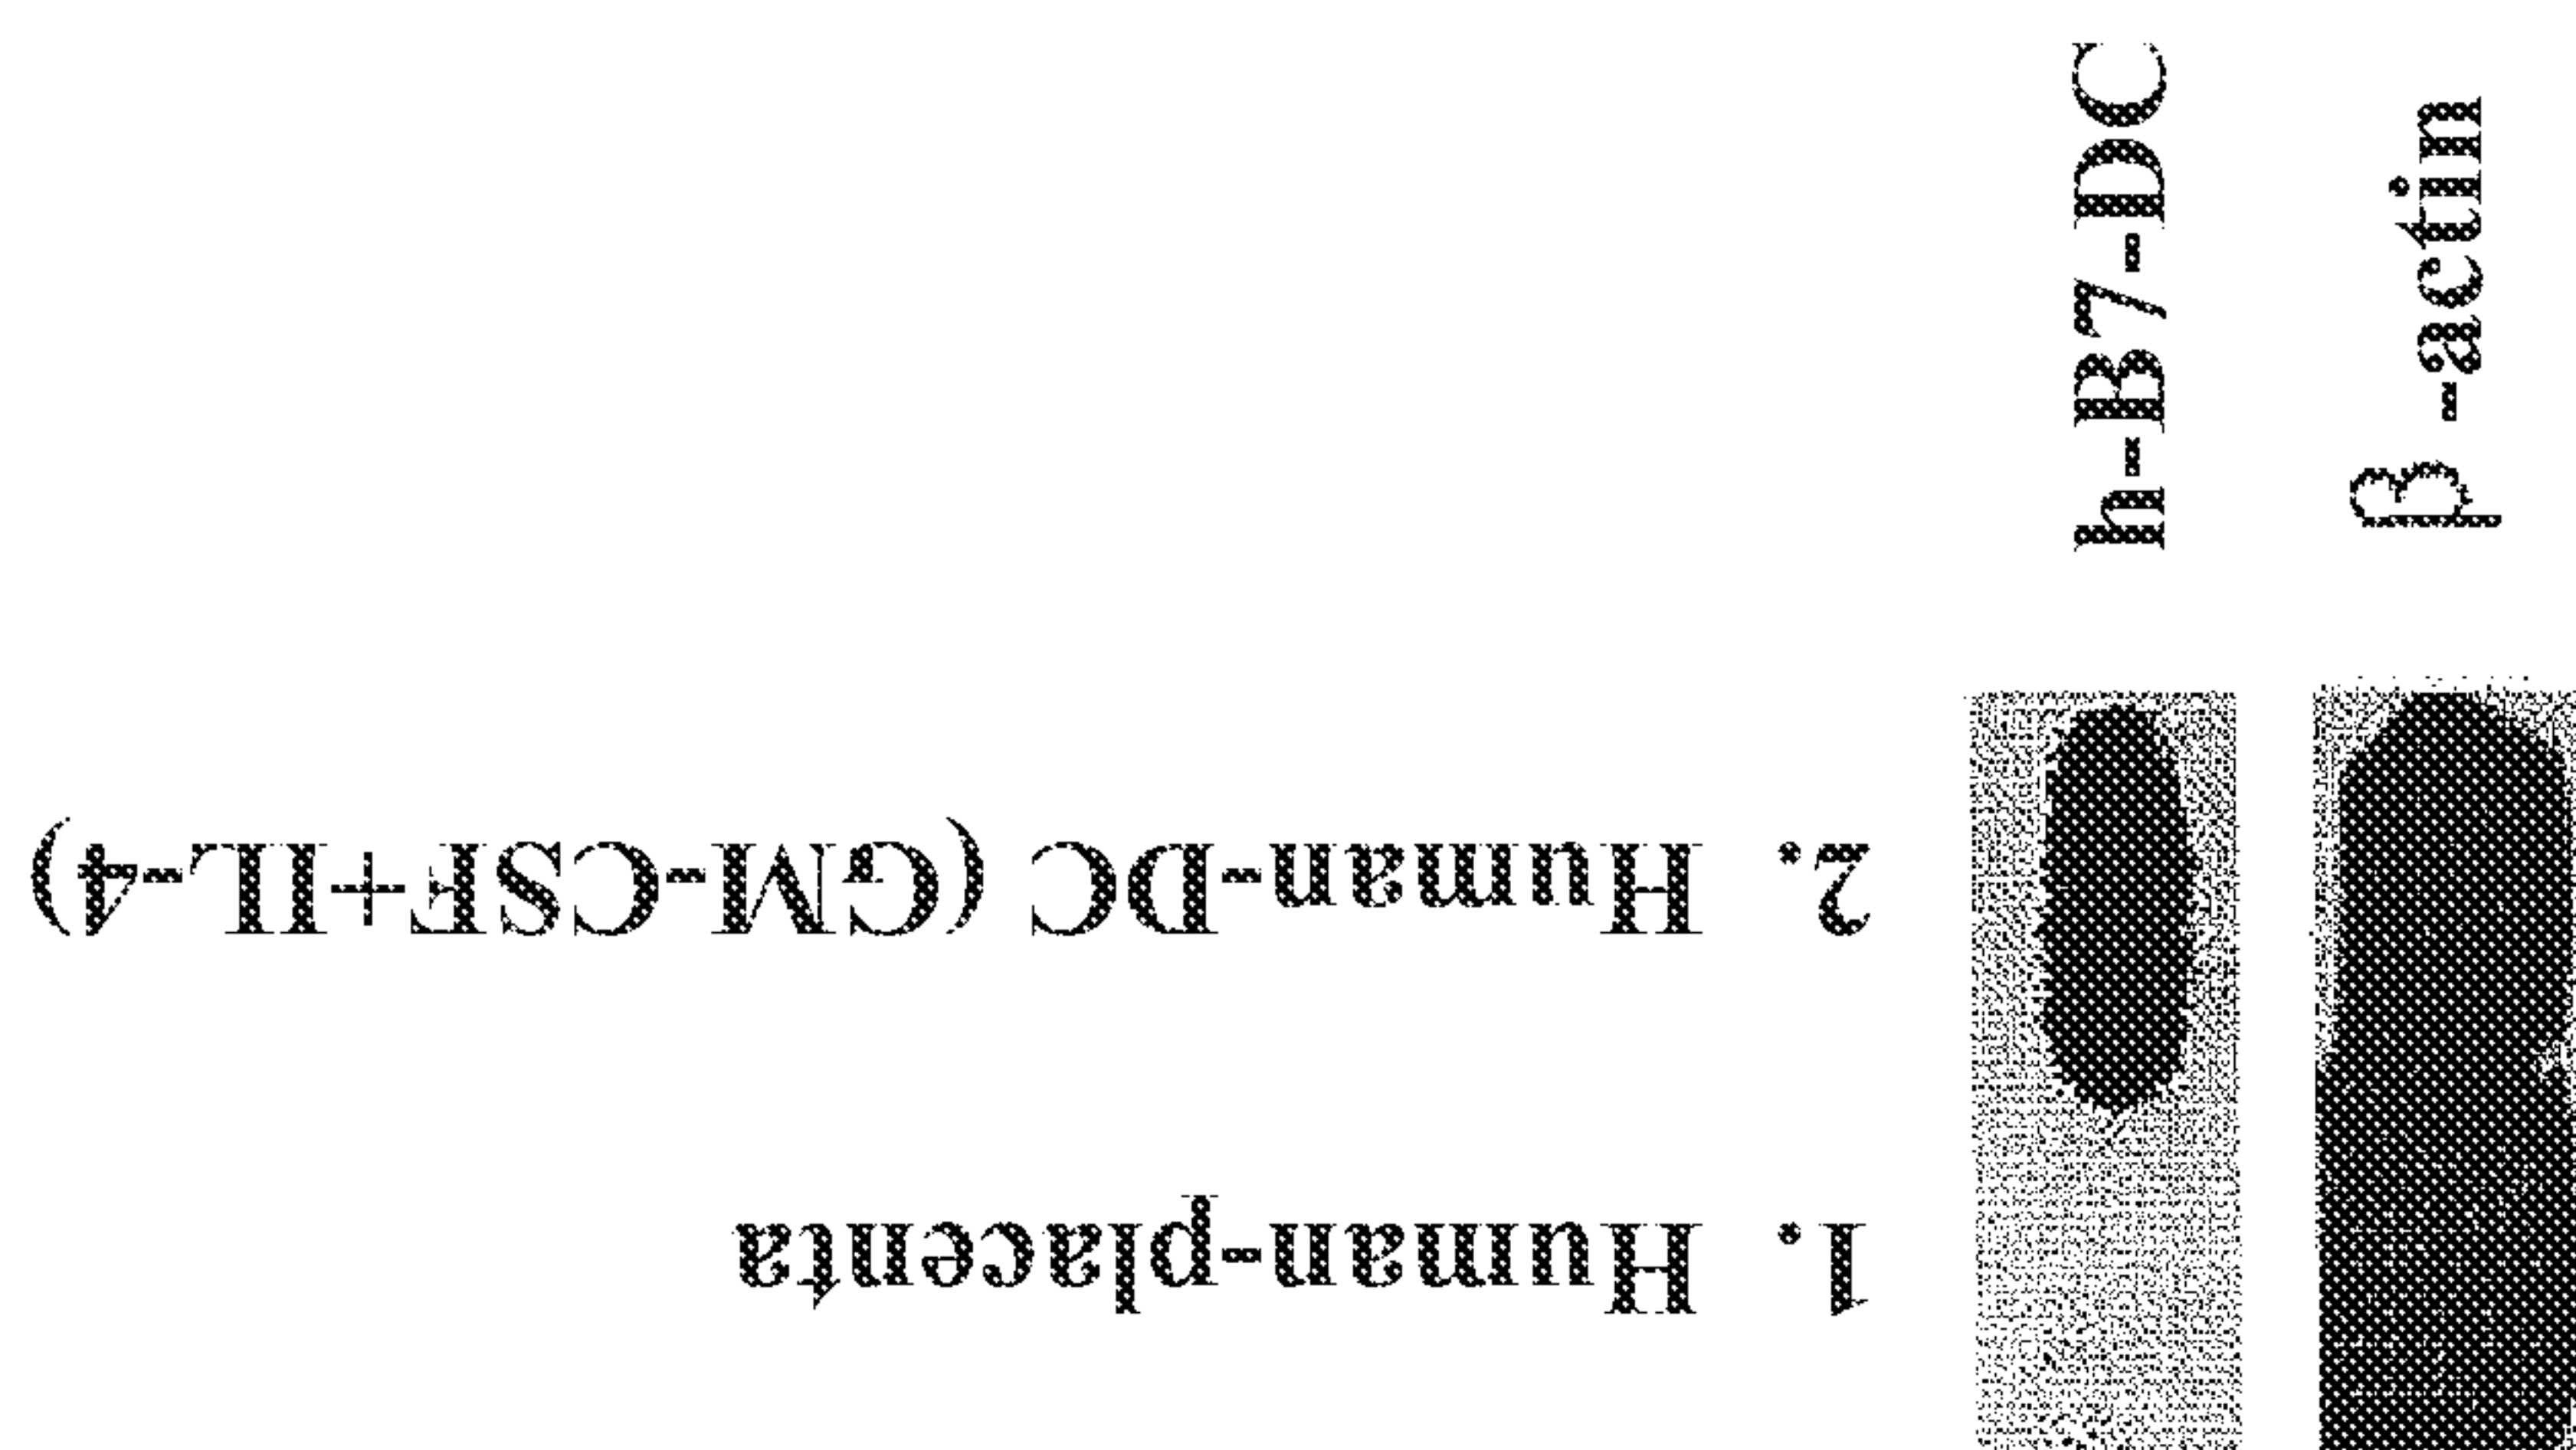 h-B7-DC
β-actin
1. Human-placenta
2. Human-DC (GM-CSF+IL-4)